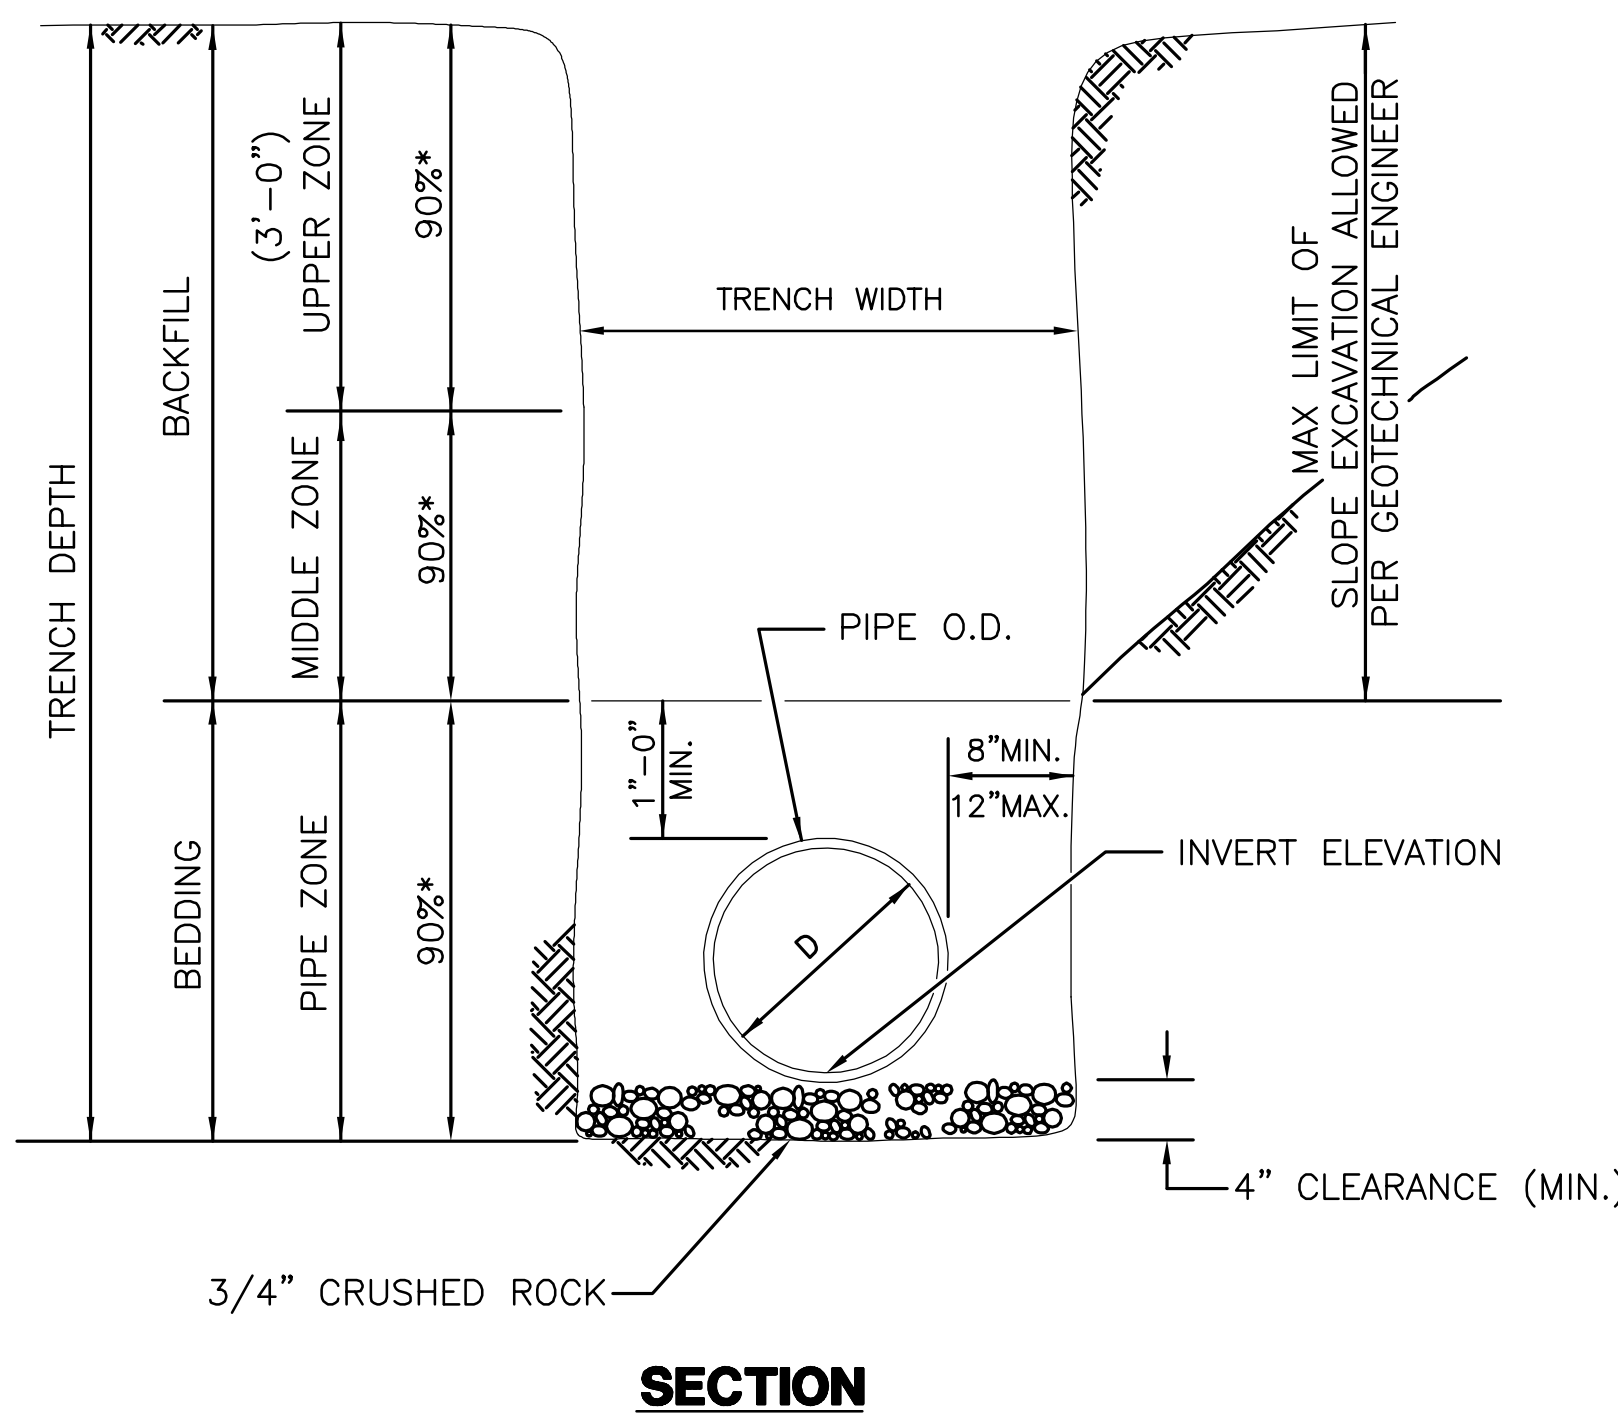 TRENCH DEPTH
BACKFILL
BEDDING
(3'-0")
UPPER ZONE
MIDDLE ZONE
PIPE ZONE
90%*
90%*
90%*
TRENCH WIDTH
MAX LIMIT OF
SLOPE EXCAVATION ALLOWED
PER GEOTECHNICAL ENGINEER
PIPE O.D.
1"-0"
MIN.
8"MIN.
12"MAX.
INVERT ELEVATION
D
4" CLEARANCE (MIN.)
3/4" CRUSHED ROCK
SECTION